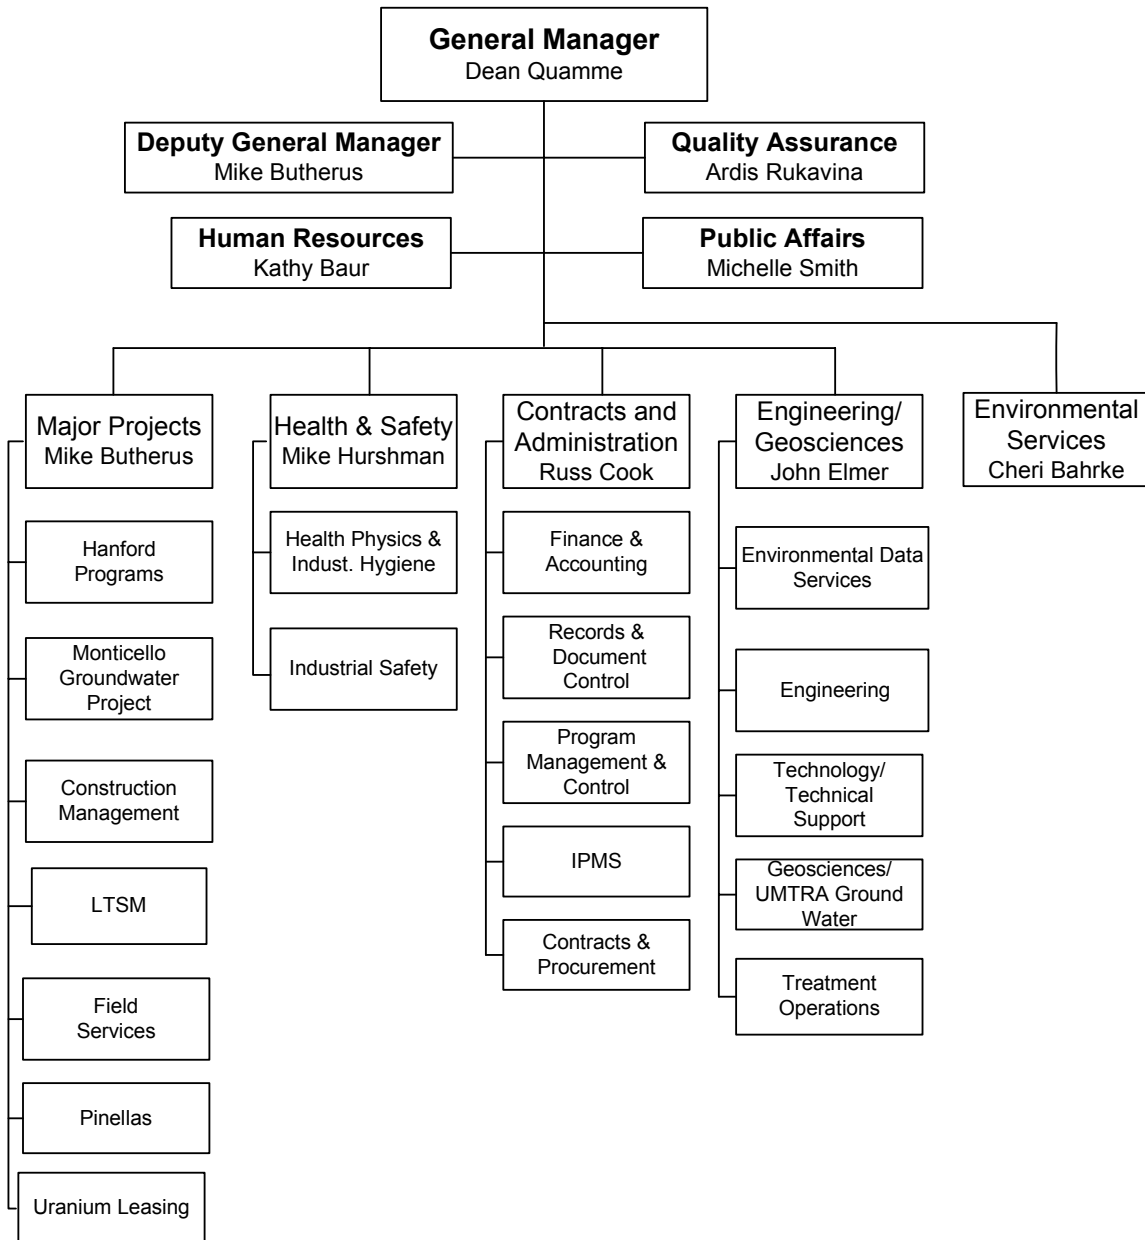 General Manager
Dean Quamme
Deputy General Manager
Mike Butherus
Quality Assurance
Ardis Rukavina
Human Resources
Kathy Baur
Public Affairs
Michelle Smith
Major Projects
Mike Butherus
Health & Safety
Mike Hurshman
Contracts and
Administration
Russ Cook
Engineering/
Geosciences
John Elmer
Environmental
Services
Cheri Bahrke
Hanford
Programs
Monticello
Groundwater
Project
Construction
Management
LTSM
Field
Services
Pinellas
Uranium Leasing
Health Physics &
Indust. Hygiene
Industrial Safety
Finance &
Accounting
Records &
Document
Control
Program
Management &
Control
IPMS
Contracts &
Procurement
Environmental Data
Services
Engineering
Technology/
Technical
Support
Geosciences/
UMTRA Ground
Water
Treatment
Operations